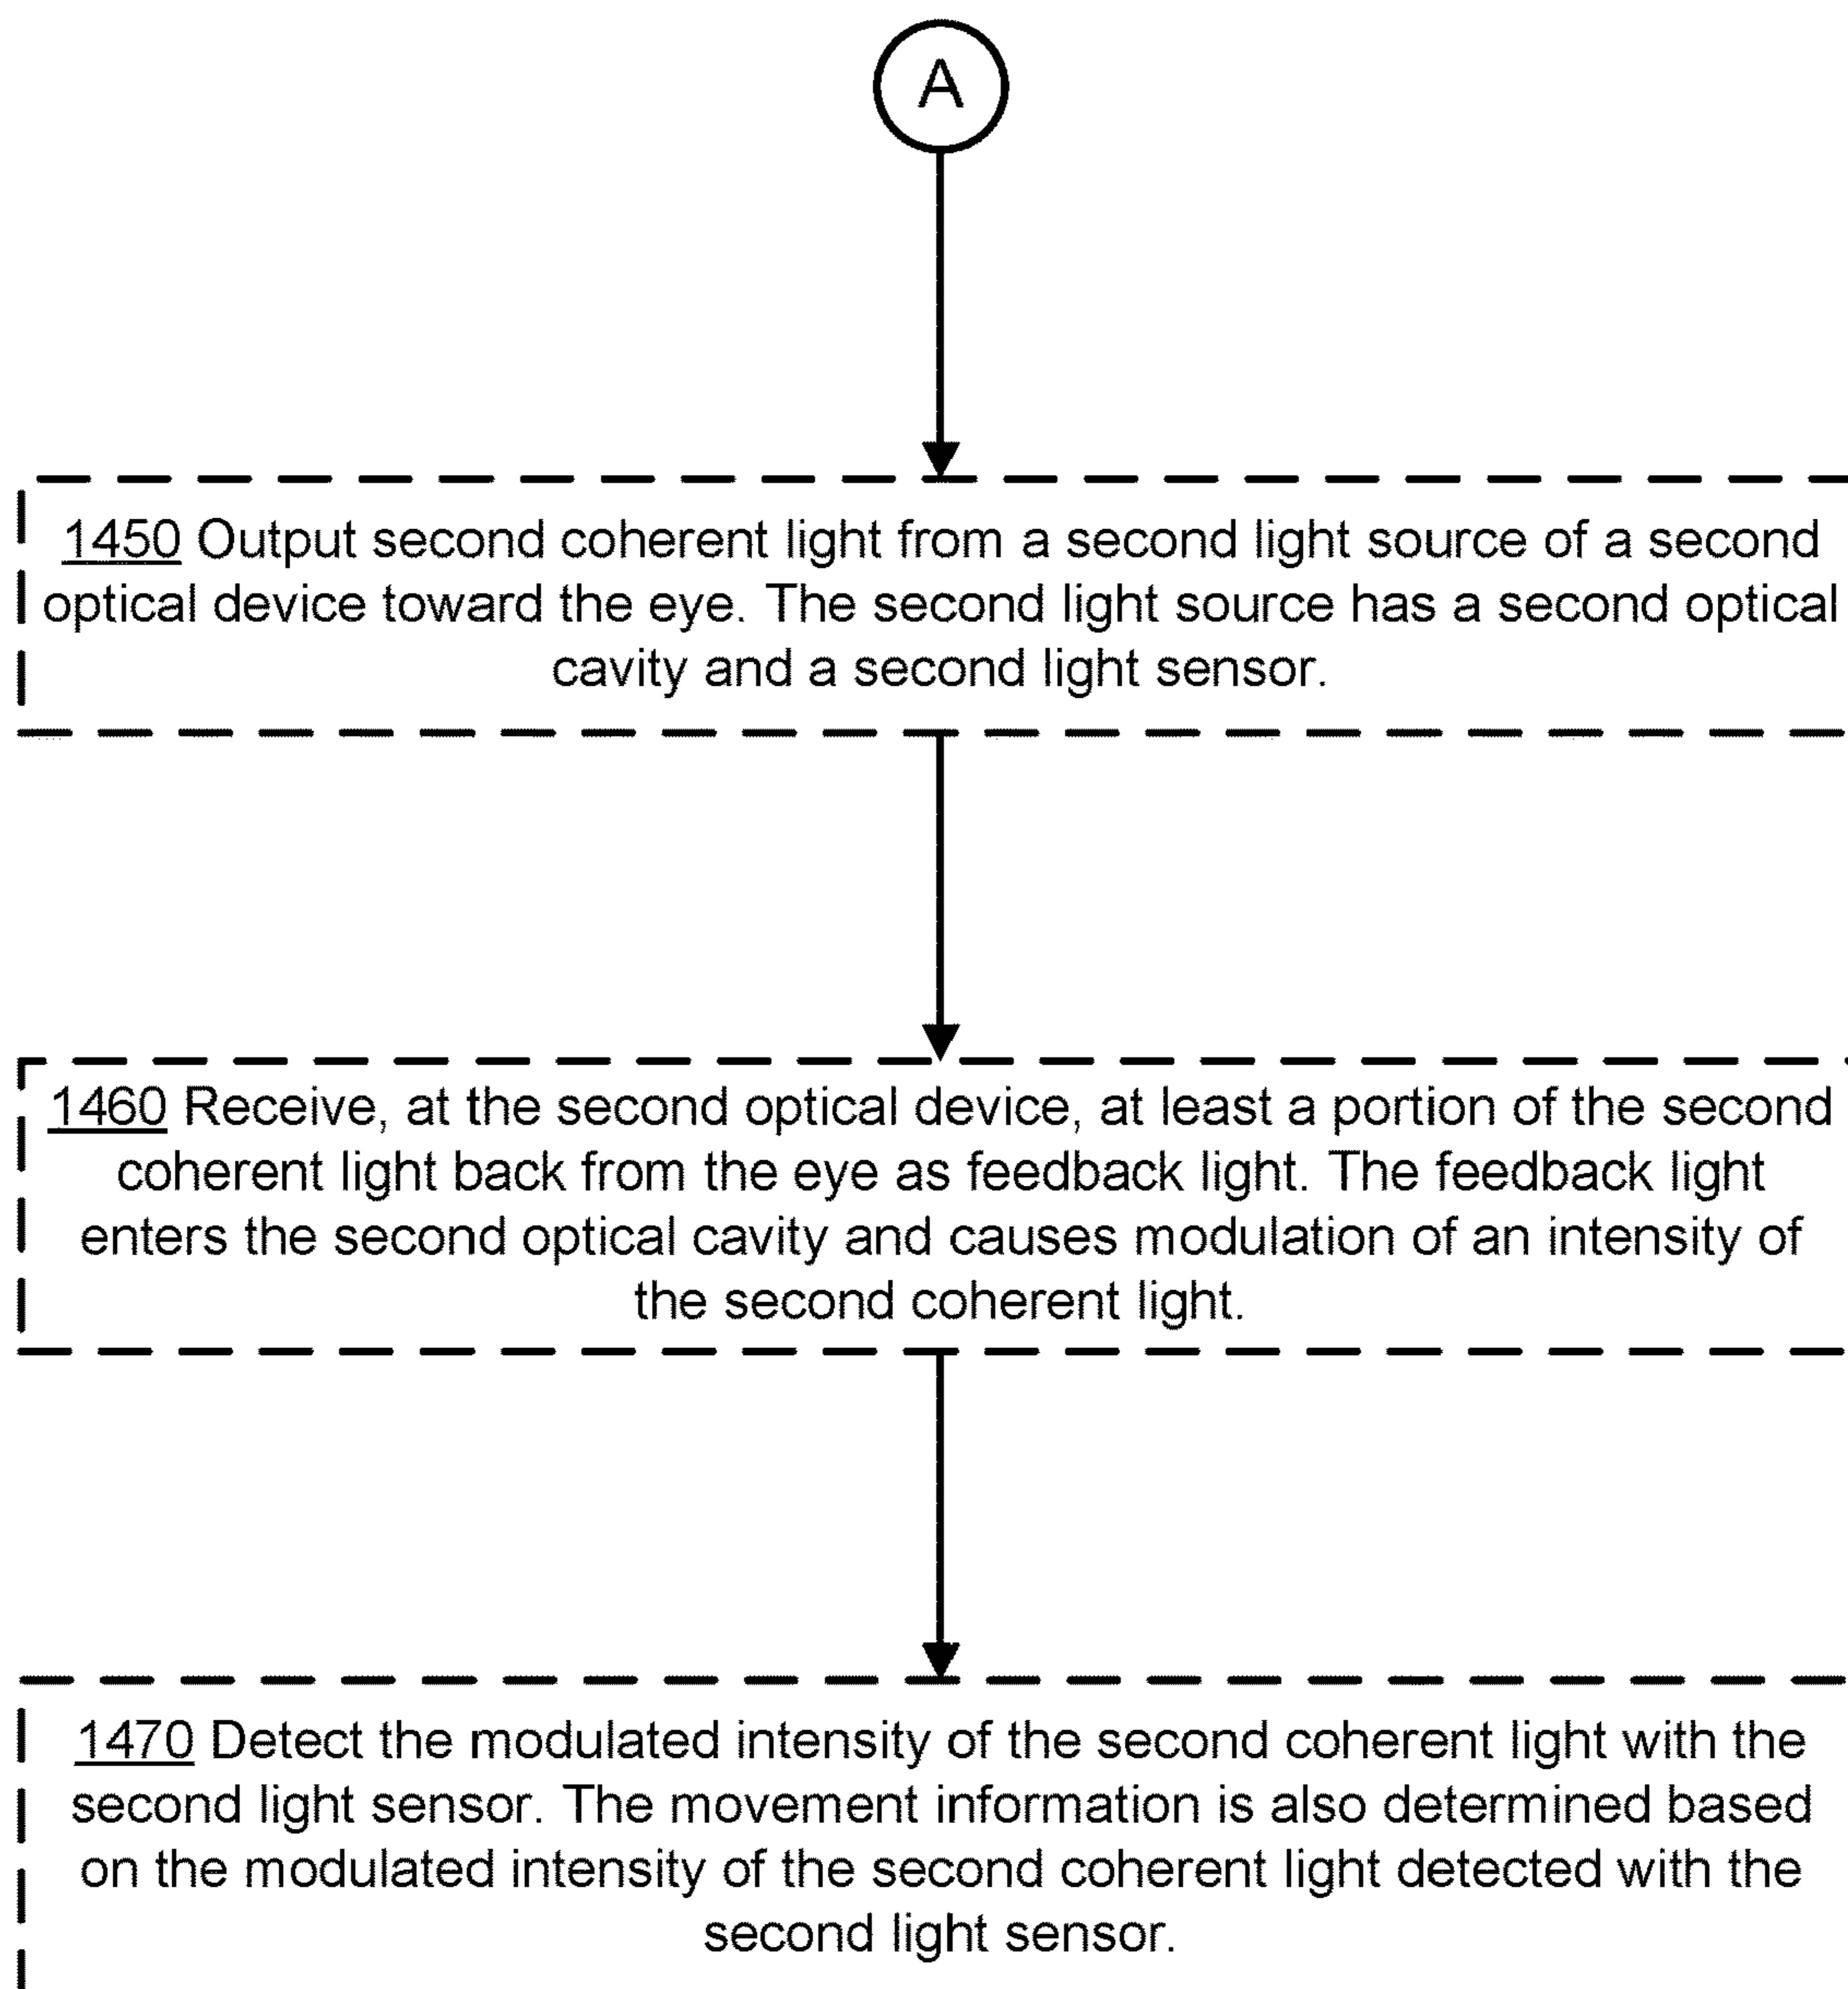 A
1450 Output second coherent light from a second light source of a second
optical device toward the eye. The second light source has a second optical
cavity and a second light sensor.
1460 Receive, at the second optical device, at least a portion of the second
coherent light back from the eye as feedback light. The feedback light
enters the second optical cavity and causes modulation of an intensity of
the second coherent light.
1470 Detect the modulated intensity of the second coherent light with the
second light sensor. The movement information is also determined based
on the modulated intensity of the second coherent light detected with the
second light sensor.